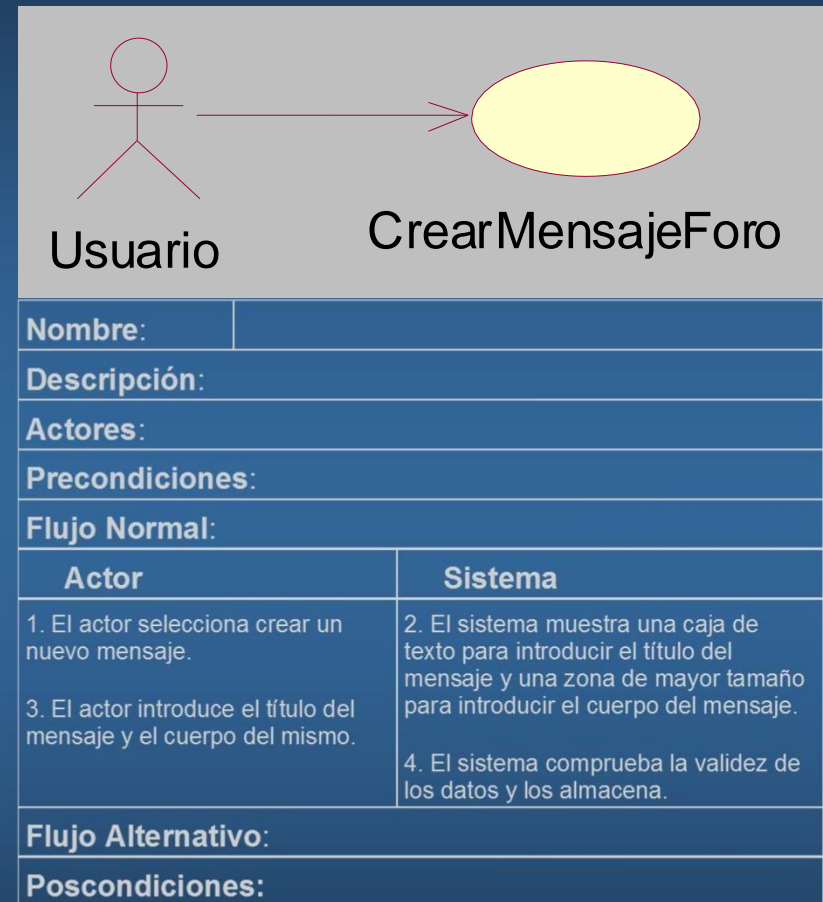 Usuario
CrearMensajeForo
Nombre:
Descripción:
Actores:
Precondiciones:
Flujo Normal:
Actor
Sistema
1. El actor selecciona crear un
nuevo mensaje.
3. El actor introduce el título del
mensaje y el cuerpo del mismo.
2. El sistema muestra una caja de
texto para introducir el título del
mensaje y una zona de mayor tamaño
para introducir el cuerpo del mensaje.
4. El sistema comprueba la validez de
los datos y los almacena.
Flujo Alternativo:
Poscondiciones: